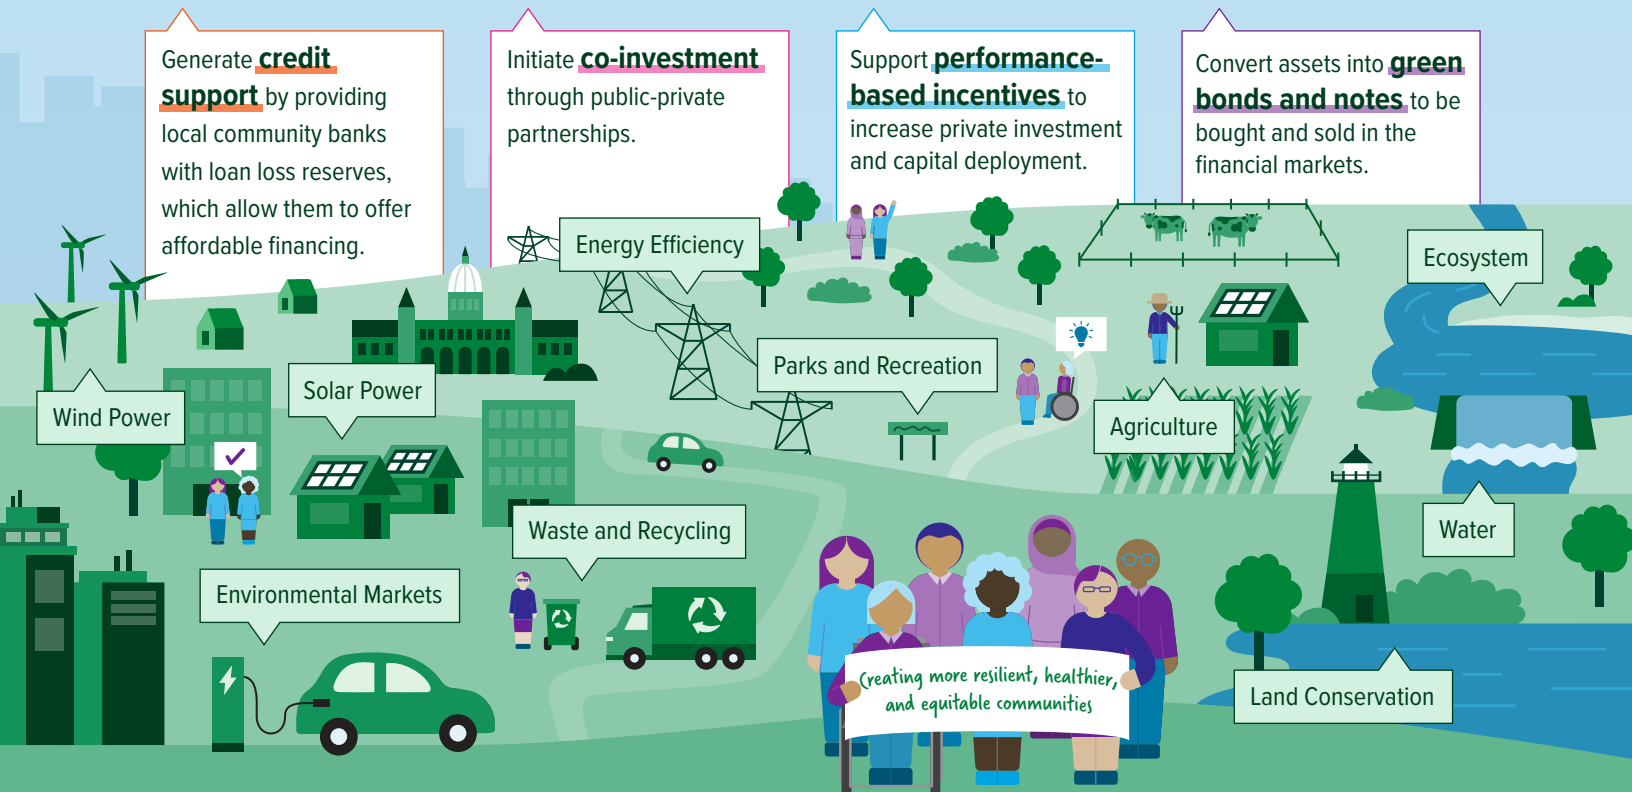 Generate credit
support by providing
local community banks
with loan loss reserves,
which allow them to offer
affordable financing.
Initiate co-investment
through public-private
partnerships.
Support performance-
based incentives to
increase private investment
and capital deployment.
Convert assets into green
bonds and notes to be
bought and sold in the
financial markets.
Energy Efficiency
Ecosystem
Parks and Recreation
Solar Power
Wind Power
Agriculture
Waste and Recycling
Water
Environmental Markets
Creating more resilient, healthier,
and equitable communities
Land Conservation